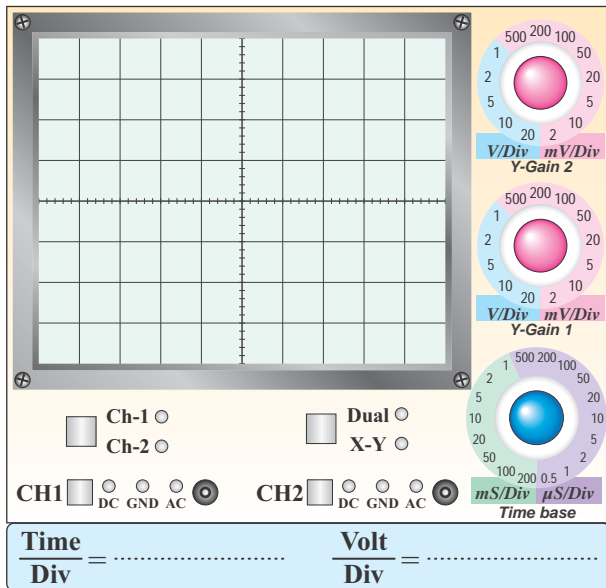 500 200 100
1 50
2 20
5 10
10 5
20 2
V/Div mV/Div
Y-Gain 2
500 200 100
1 50
2 20
5 10
10 5
20 2
V/Div mV/Div
Y-Gain 1
500 200 100
1 50
2 20
5 10
10 5
20 2
50 1
100 0.5
200
mS/Div µS/Div
Time base
Ch-1
Ch-2
Dual
X-Y
CH1 DC GND AC
CH2 DC GND AC
Time
Div
= ........................
Volt
Div
= ........................